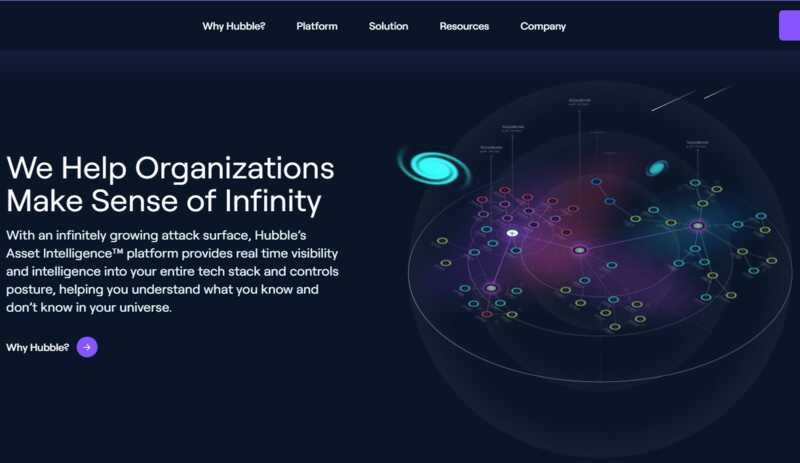 Why Hubble?
Platform
Solution
Resources
Company
We Help Organizations
Make Sense of Infinity
With an infinitely growing attack surface, Hubble's
Asset Intelligence™ platform provides real time visibility
and intelligence into your entire tech stack and controls
posture, helping you understand what you know and
don't know in your universe.
Why Hubble?